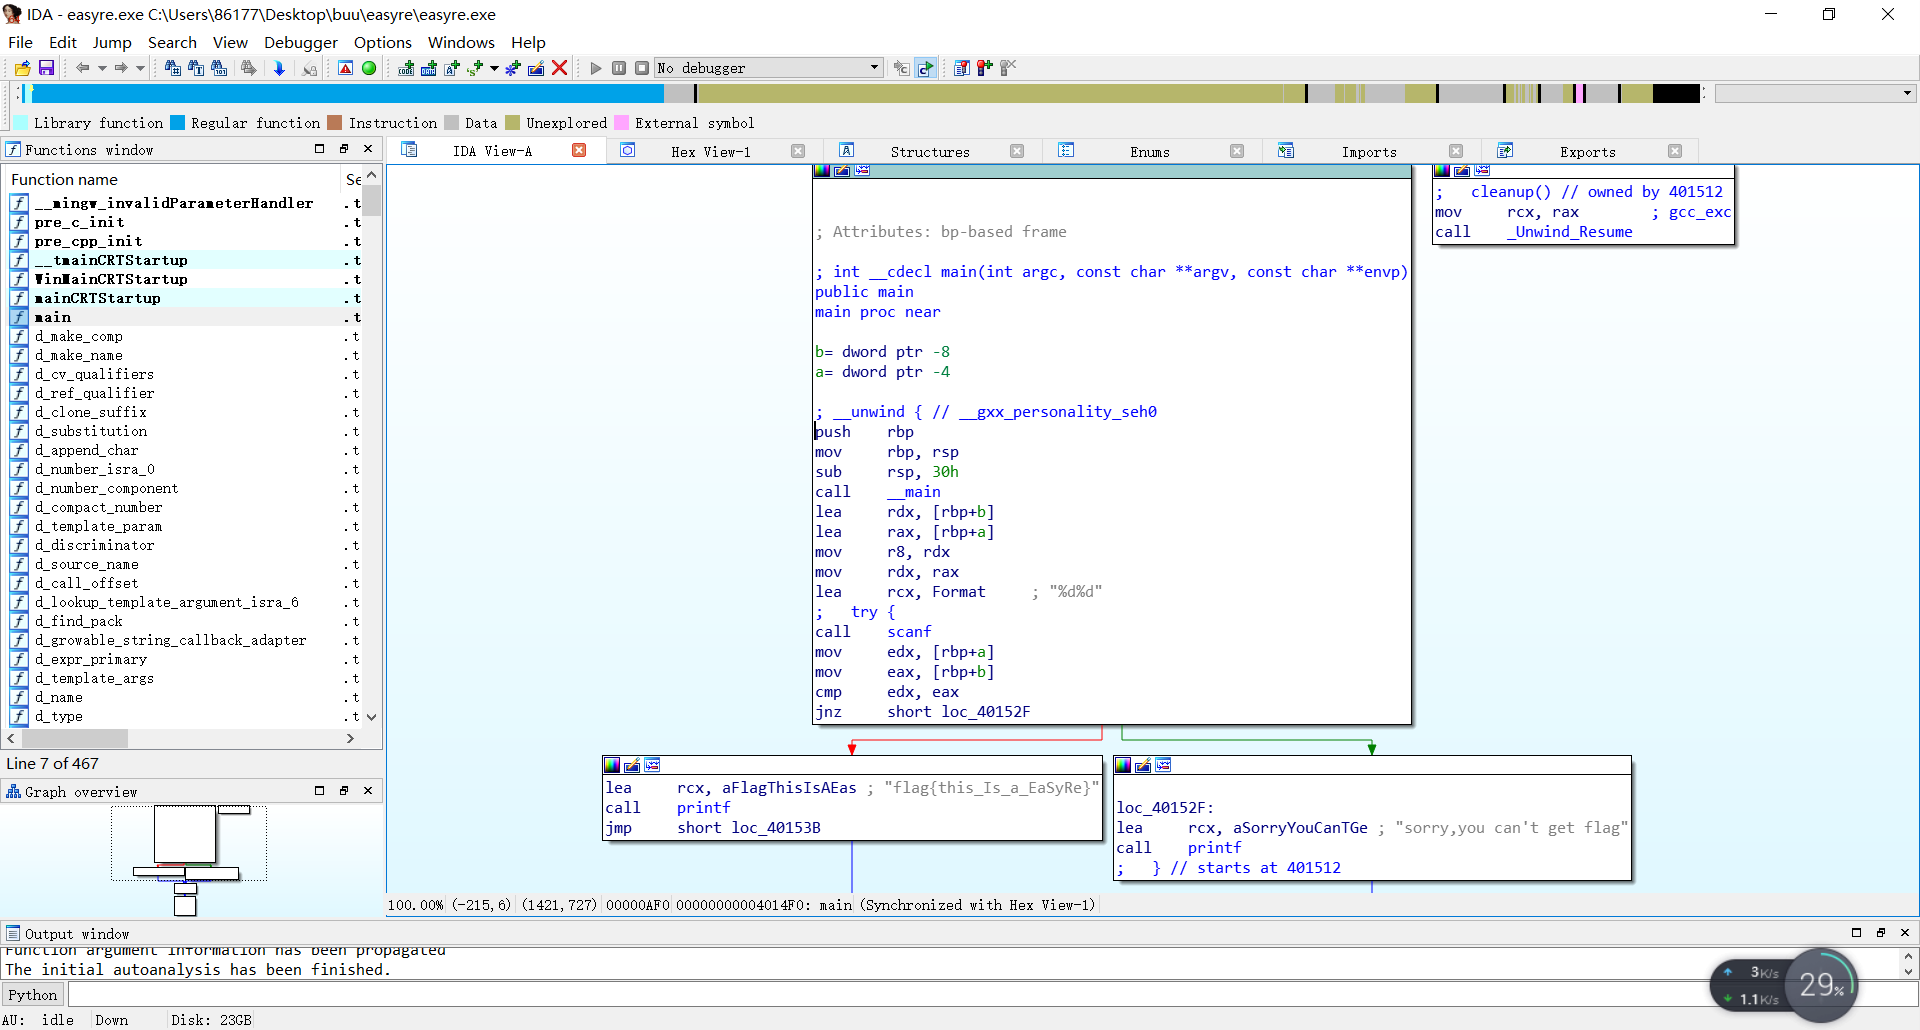 IDA - easyre.exe C:\Users\86177\Desktop\buu\easyre\easyre.exe
File Edit Jump Search View Debugger Options Windows Help
No debugger
Library function Regular function Instruction Data Unexplored External symbol
Functions window
IDA View-A Hex View-1 Structures Enums Imports Exports
Function name Se
__mingw_invalidParameterHandler .t
pre_c_init .t
pre_cpp_init .t
__tmainCRTStartup .t
WinMainCRTStartup .t
mainCRTStartup .t
main .t
d_make_comp .t
d_make_name .t
d_cv_qualifiers .t
d_ref_qualifier .t
d_clone_suffix .t
d_substitution .t
d_append_char .t
d_number_isra_0 .t
d_number_component .t
d_compact_number .t
d_template_param .t
d_discriminator .t
d_source_name .t
d_call_offset .t
d_lookup_template_argument_isra_6 .t
d_find_pack .t
d_growable_string_callback_adapter .t
d_expr_primary .t
d_template_args .t
d_name .t
d_type .t
Line 7 of 467
Graph overview
; Attributes: bp-based frame
; int __cdecl main(int argc, const char **argv, const char **envp)
public main
main proc near
b= dword ptr -8
a= dword ptr -4
; __unwind { // __gxx_personality_seh0
push rbp
mov rbp, rsp
sub rsp, 30h
call __main
lea rdx, [rbp+b]
lea rax, [rbp+a]
mov r8, rdx
mov rdx, rax
lea rcx, Format ; "%d%d"
; try {
call scanf
mov edx, [rbp+a]
mov eax, [rbp+b]
cmp edx, eax
jnz short loc_40152F
; cleanup() // owned by 401512
mov rcx, rax ; gcc_exc
call _Unwind_Resume
lea rcx, aFlagThisIsAEas ; "flag{this_Is_a_EaSyRe}"
call printf
jmp short loc_40153B
loc_40152F:
lea rcx, aSorryYouCanTGe ; "sorry,you can't get flag"
call printf
; } // starts at 401512
100.00% (-215,6) (1421,727) 00000AF0 00000000004014F0: main (Synchronized with Hex View-1)
Output window
Function argument information has been propagated
The initial autoanalysis has been finished.
Python
AU: idle Down Disk: 23GB
3K/s
1.1K/s
29%